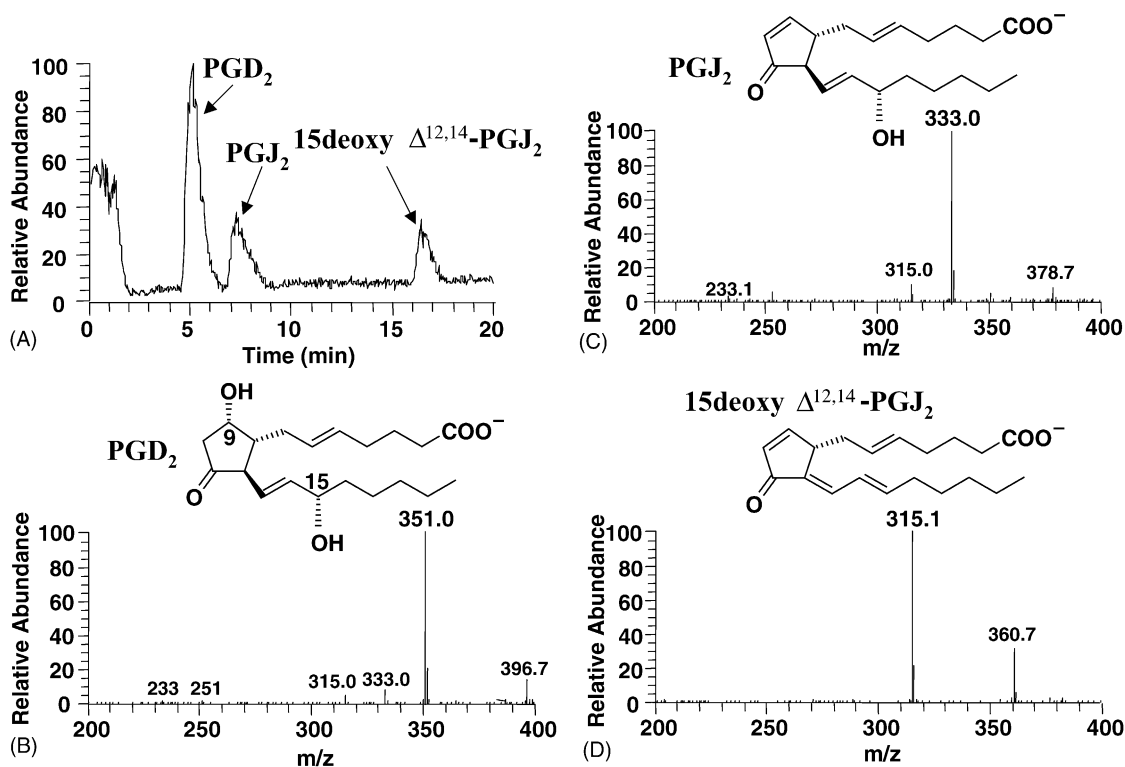 PGD2
PGJ2
15deoxy Δ12,14-PGJ2
Relative Abundance
100
80
60
40
20
0
0 5 10 15 20
Time (min)
(A)
PGJ2
COO−
O
OH
333.0
Relative Abundance
100
80
60
40
20
0
233.1
315.0
378.7
200 250 300 350 400
m/z
(C)
PGD2
OH
9
COO−
O
15
OH
351.0
Relative Abundance
100
80
60
40
20
0
233 251 315.0 333.0 396.7
200 250 300 350 400
m/z
(B)
15deoxy Δ12,14-PGJ2
COO−
O
315.1
Relative Abundance
100
80
60
40
20
0
360.7
200 250 300 350 400
m/z
(D)